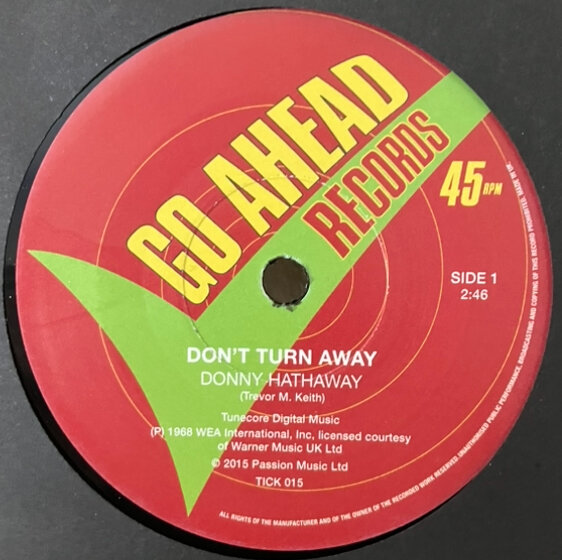 GO AHEAD
RECORDS
45 RPM
SIDE 1
2:46
DON'T TURN AWAY
DONNY HATHAWAY
(Trevor M. Keith)
Tunecore Digital Music
(P) 1968 WEA International, Inc, licensed courtesy
of Warner Music UK Ltd
© 2015 Passion Music Ltd
TICK 015
ALL RIGHTS OF THE MANUFACTURER AND OF THE OWNER OF THE RECORDED WORK RESERVED. UNAUTHORISED PUBLIC PERFORMANCE, BROADCASTING AND COPYING OF THIS RECORD PROHIBITED. MADE IN UK.